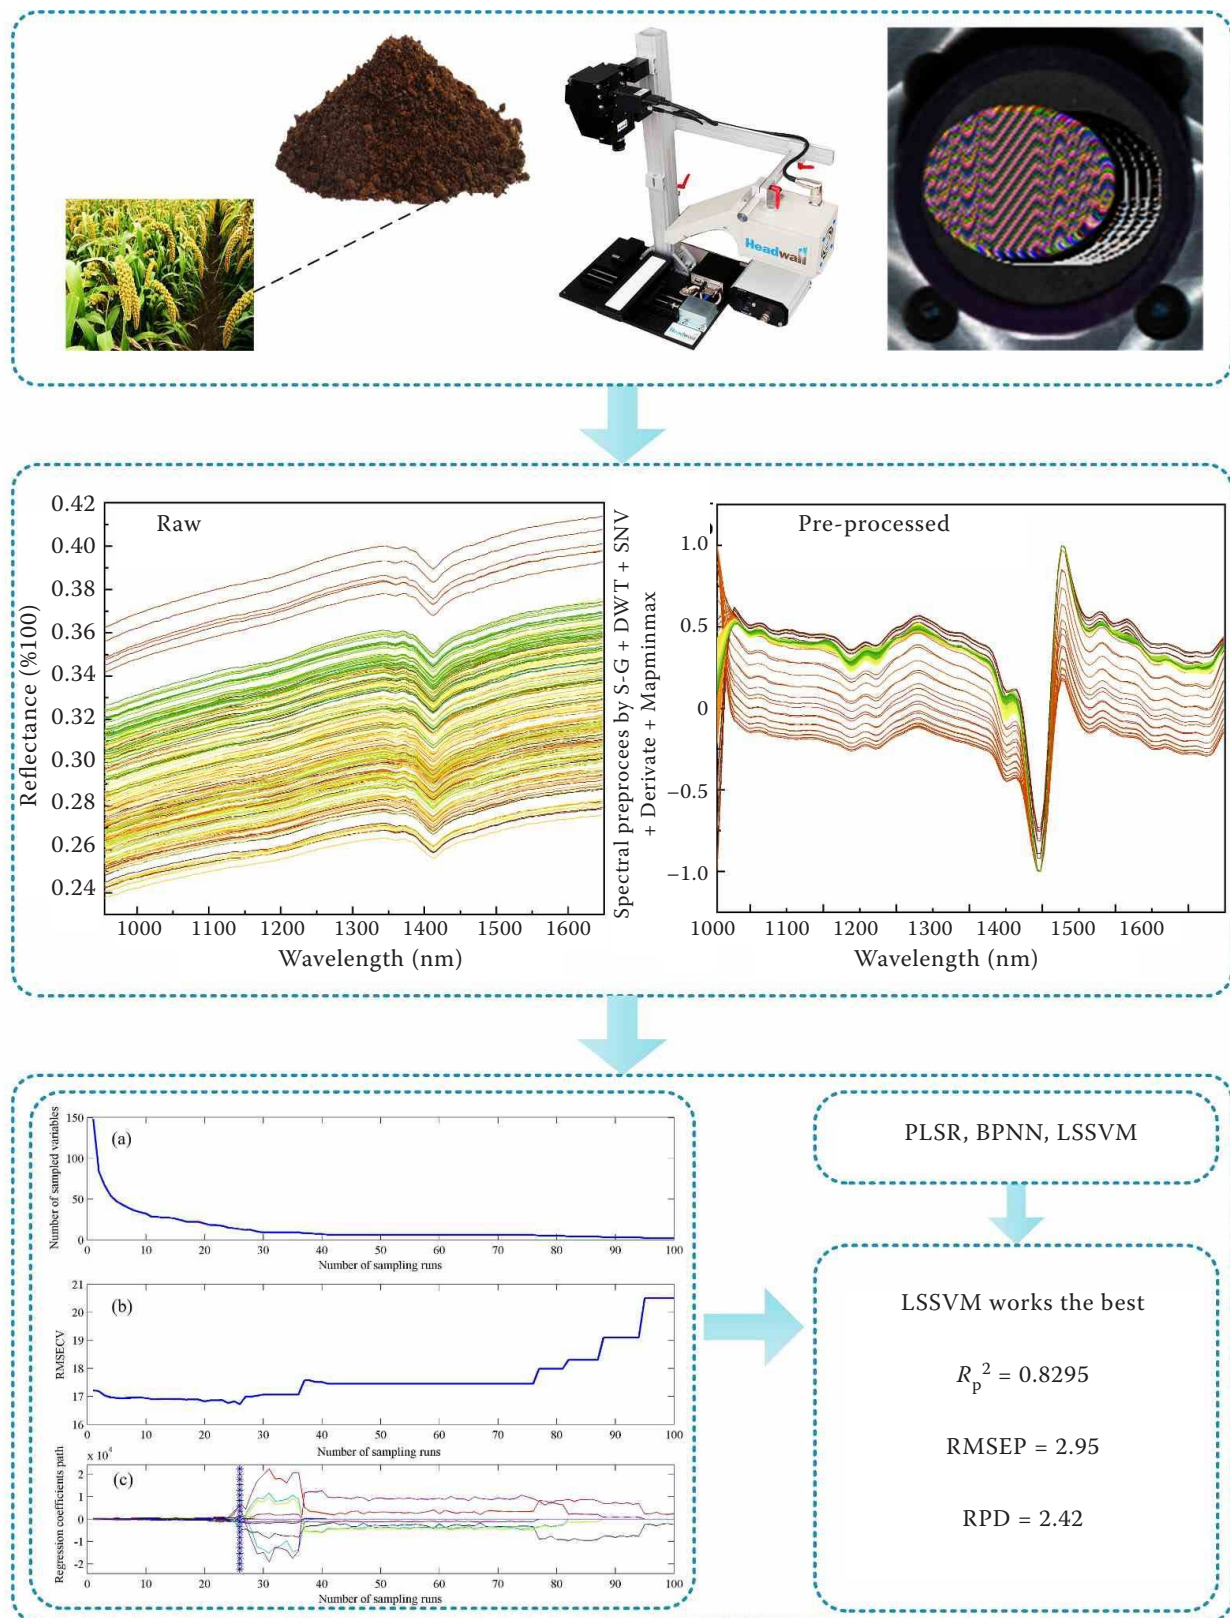 Headwall
Headwall
Raw
0.42
0.40
0.38
0.36
0.34
0.32
0.30
0.28
0.26
0.24
Reflectance (%100)
1000 1100 1200 1300 1400 1500 1600
Wavelength (nm)
Spectral preprocees by S-G + DWT + SNV
+ Derivate + Mapminmax
Pre-processed
1.0
0.5
0
−0.5
−1.0
1000 1100 1200 1300 1400 1500 1600
Wavelength (nm)
(a)
Number of sampled variables
150
100
50
0
0 10 20 30 40 50 60 70 80 90 100
Number of sampling runs
(b)
RMSECV
21
20
19
18
17
16
0 10 20 30 40 50 60 70 80 90 100
Number of sampling runs
x 10⁴
(c)
Regression coefficients path
2
1
0
-1
-2
0 10 20 30 40 50 60 70 80 90 100
Number of sampling runs
PLSR, BPNN, LSSVM
LSSVM works the best
Rp² = 0.8295
RMSEP = 2.95
RPD = 2.42